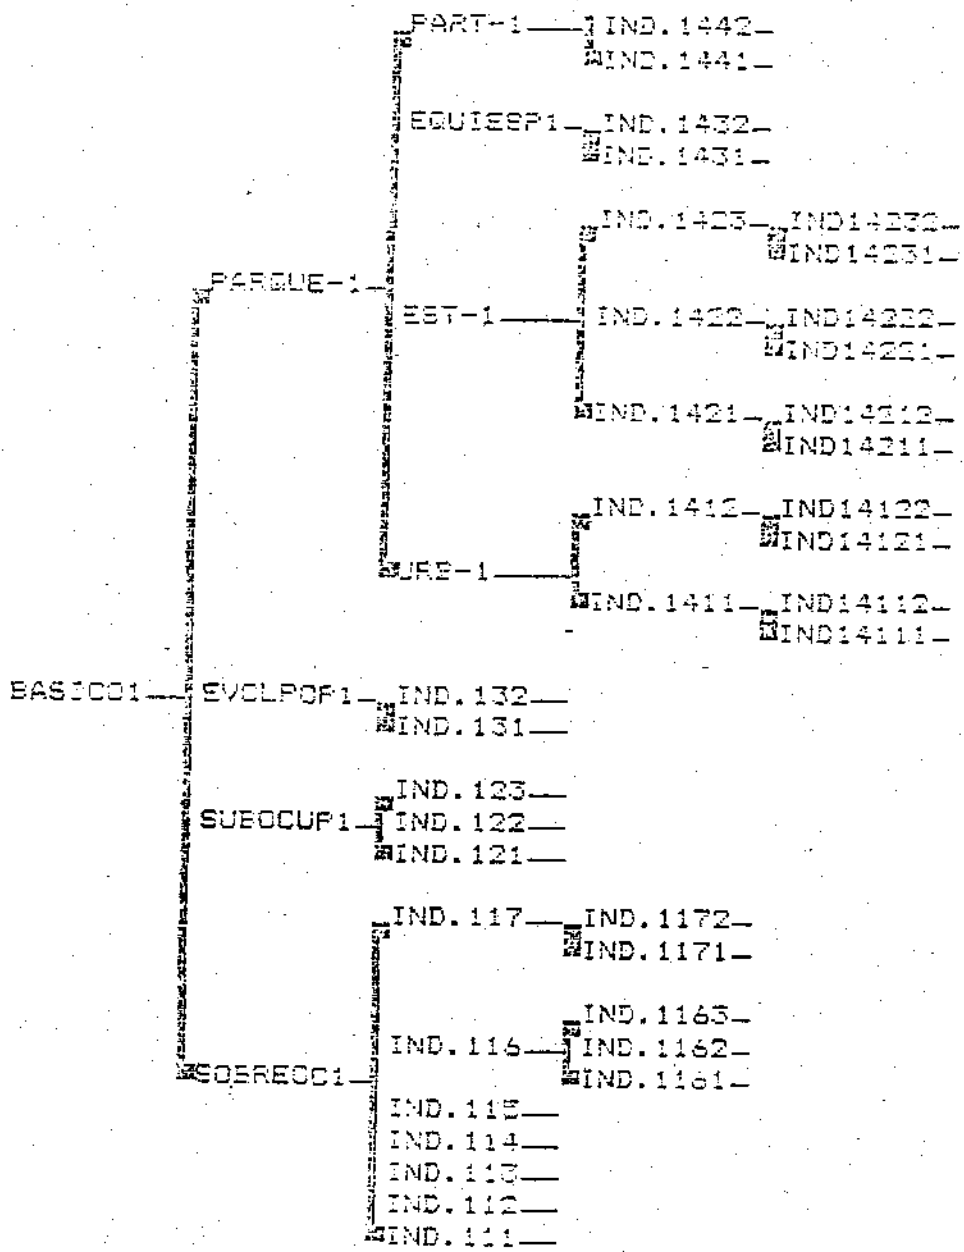 PART-1 IND.1442
IND.1441
EQUIESP1 IND.1432
IND.1431
IND.1423 IND14232
IND14231
PARQUE-1
EST-1 IND.1422 IND14222
IND14221
IND.1421 IND14212
IND14211
IND.1412 IND14122
IND14121
URB-1
IND.1411 IND14112
IND14111
BASICO1 EVOLPOP1 IND.132
IND.131
IND.123
SUBOCUP1 IND.122
IND.121
IND.117 IND.1172
IND.1171
IND.1163
IND.116 IND.1162
IND.1161
SOBREOC1
IND.115
IND.114
IND.113
IND.112
IND.111